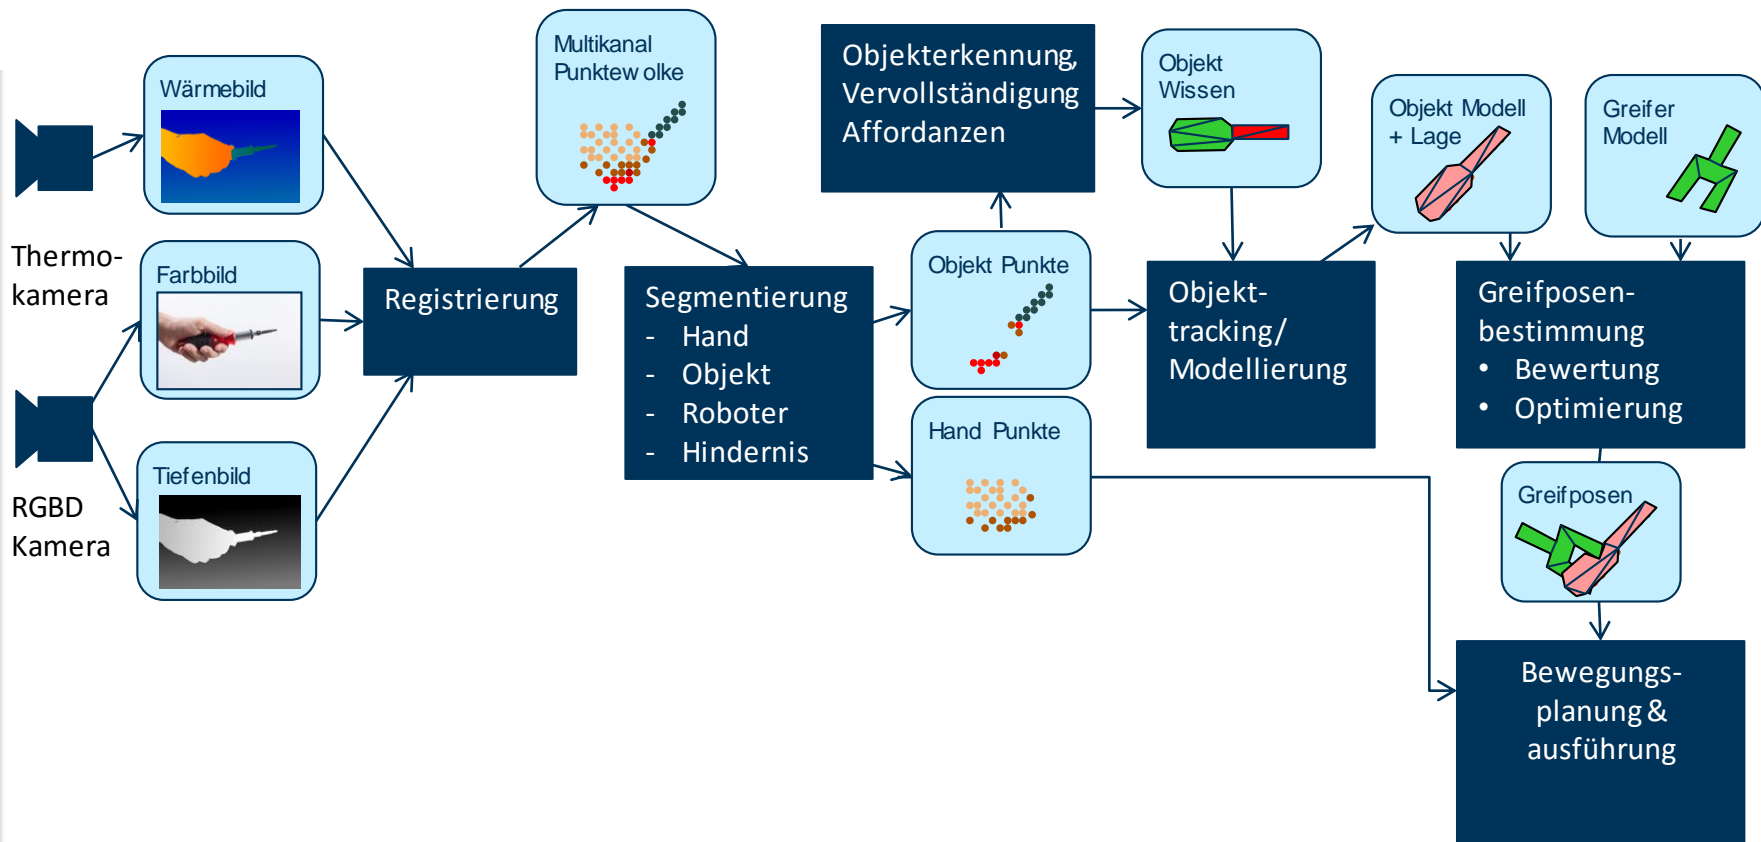 Thermo-
kamera
RGBD
Kamera
Wärmebild
Farbbild
Tiefenbild
Registrierung
Multikanal
Punktewolke
Segmentierung
- Hand
- Objekt
- Roboter
- Hindernis
Objekterkennung,
Vervollständigung
Affordanzen
Objekt Punkte
Hand Punkte
Objekt
Wissen
Objekt-
tracking/
Modellierung
Objekt Modell
+ Lage
Greifer
Modell
Greifposen-
bestimmung
• Bewertung
• Optimierung
Greifposen
Bewegungs-
planung &
ausführung